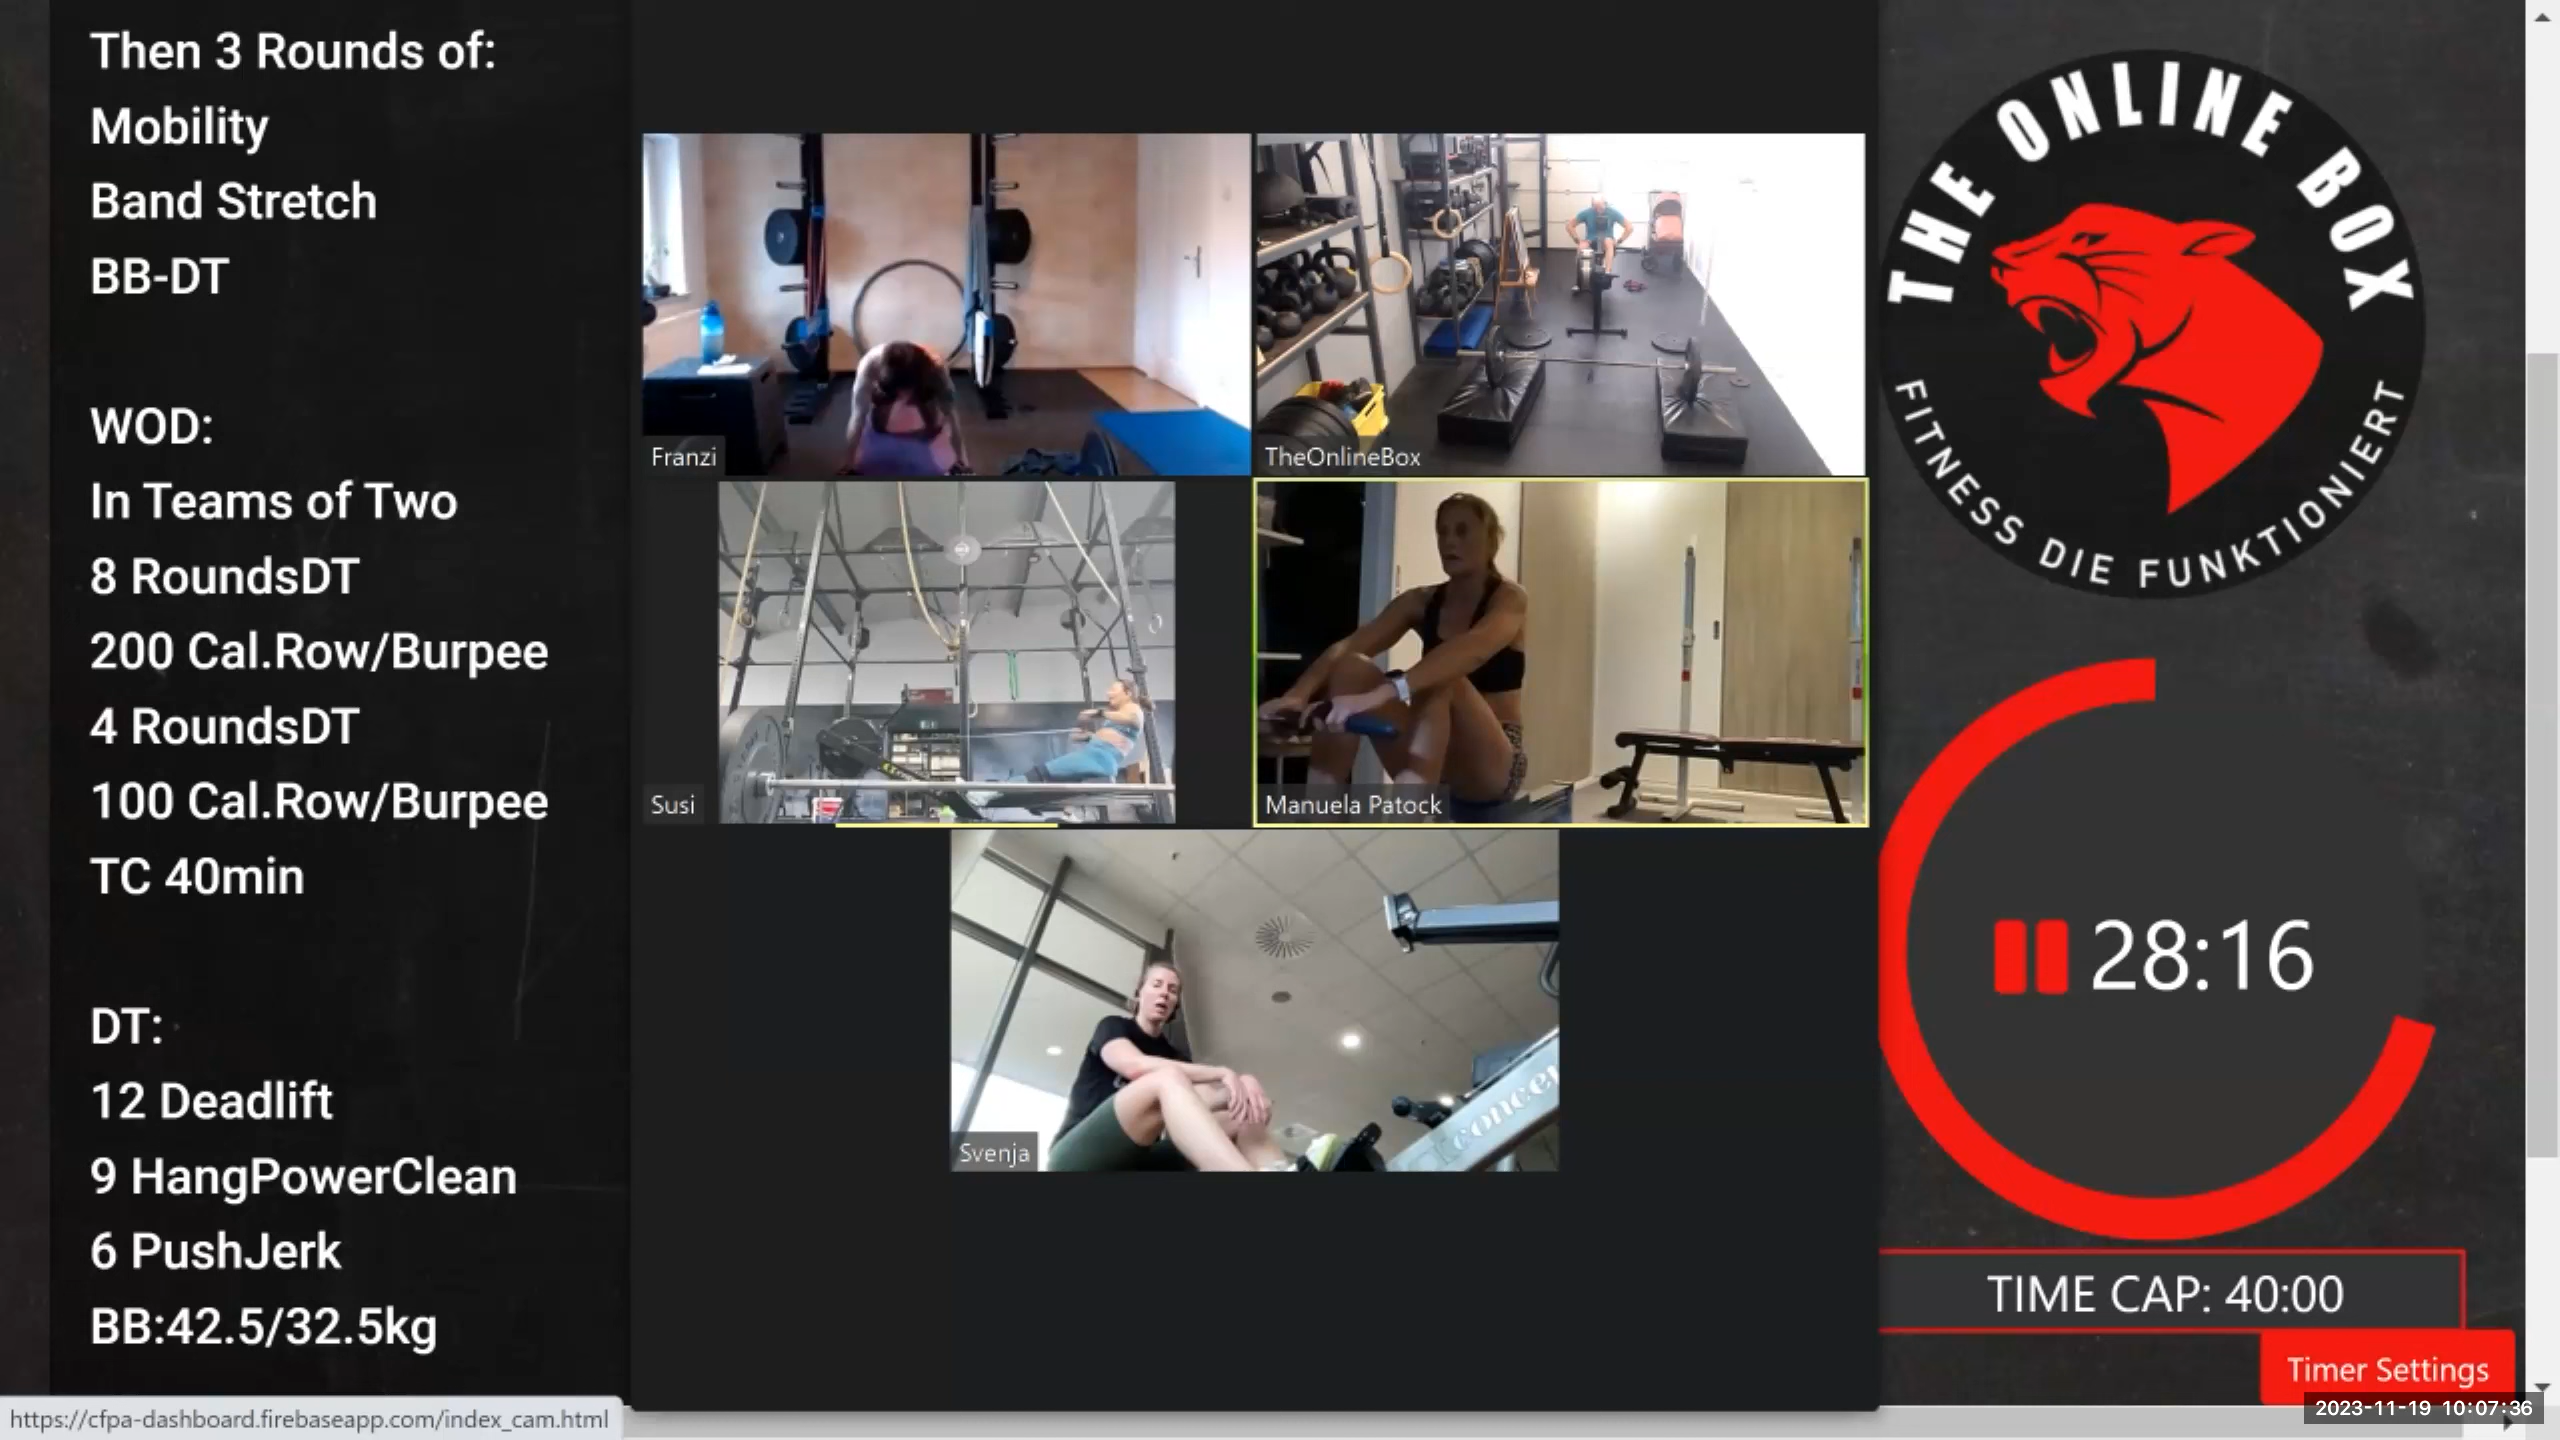 Then 3 Rounds of:
Mobility
Band Stretch
BB-DT
WOD:
In Teams of Two
8 RoundsDT
200 Cal.Row/Burpee
4 RoundsDT
100 Cal.Row/Burpee
TC 40min
DT:
12 Deadlift
9 HangPowerClean
6 PushJerk
BB:42.5/32.5kg
https://cfpa-dashboard.firebaseapp.com/index_cam.html
Franzi
TheOnlineBox
Susi
Manuela Patock
Svenja
THE ONLINE BOX
FITNESS DIE FUNKTIONIERT
28:16
TIME CAP: 40:00
Timer Settings
2023-11-19 10:07:36